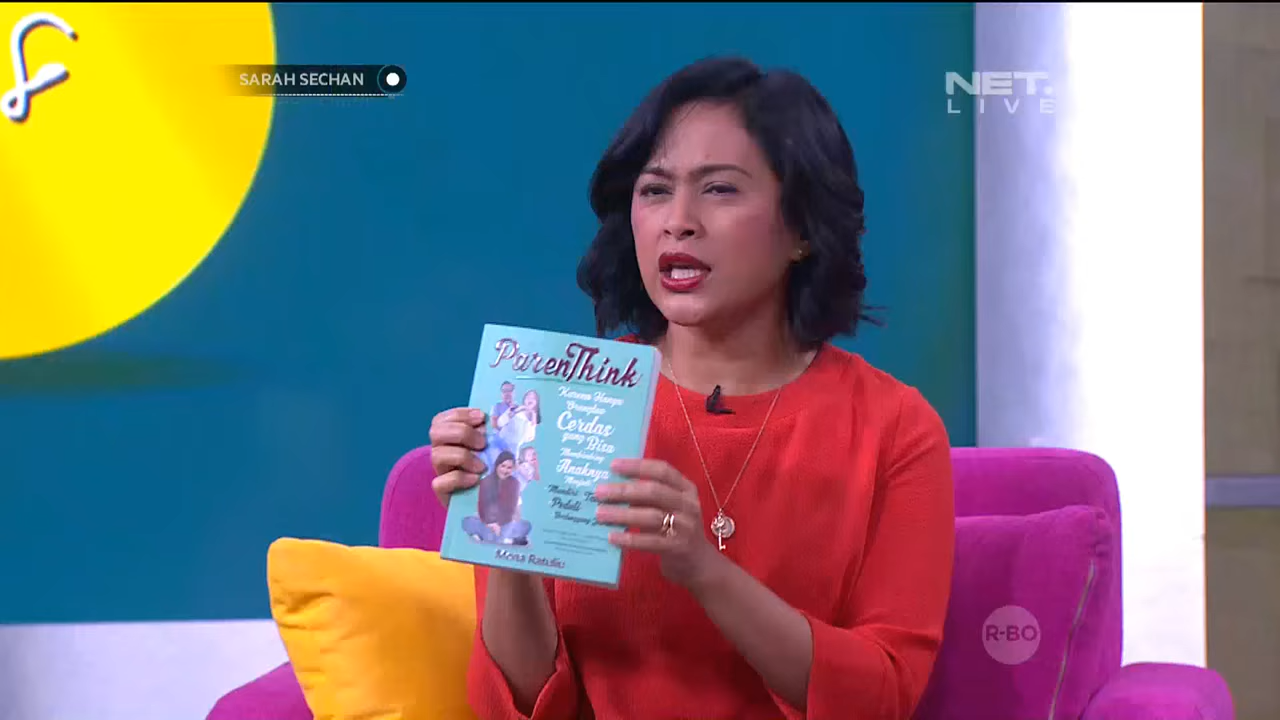 SARAH SECHAN
NET.
LIVE
ParenThink
Karena Hanya
Orangtua
Cerdas
yang Bisa
Membimbing
Anaknya
Menjadi
Mandiri
Peduli
Mona Ratuliu
R-BO